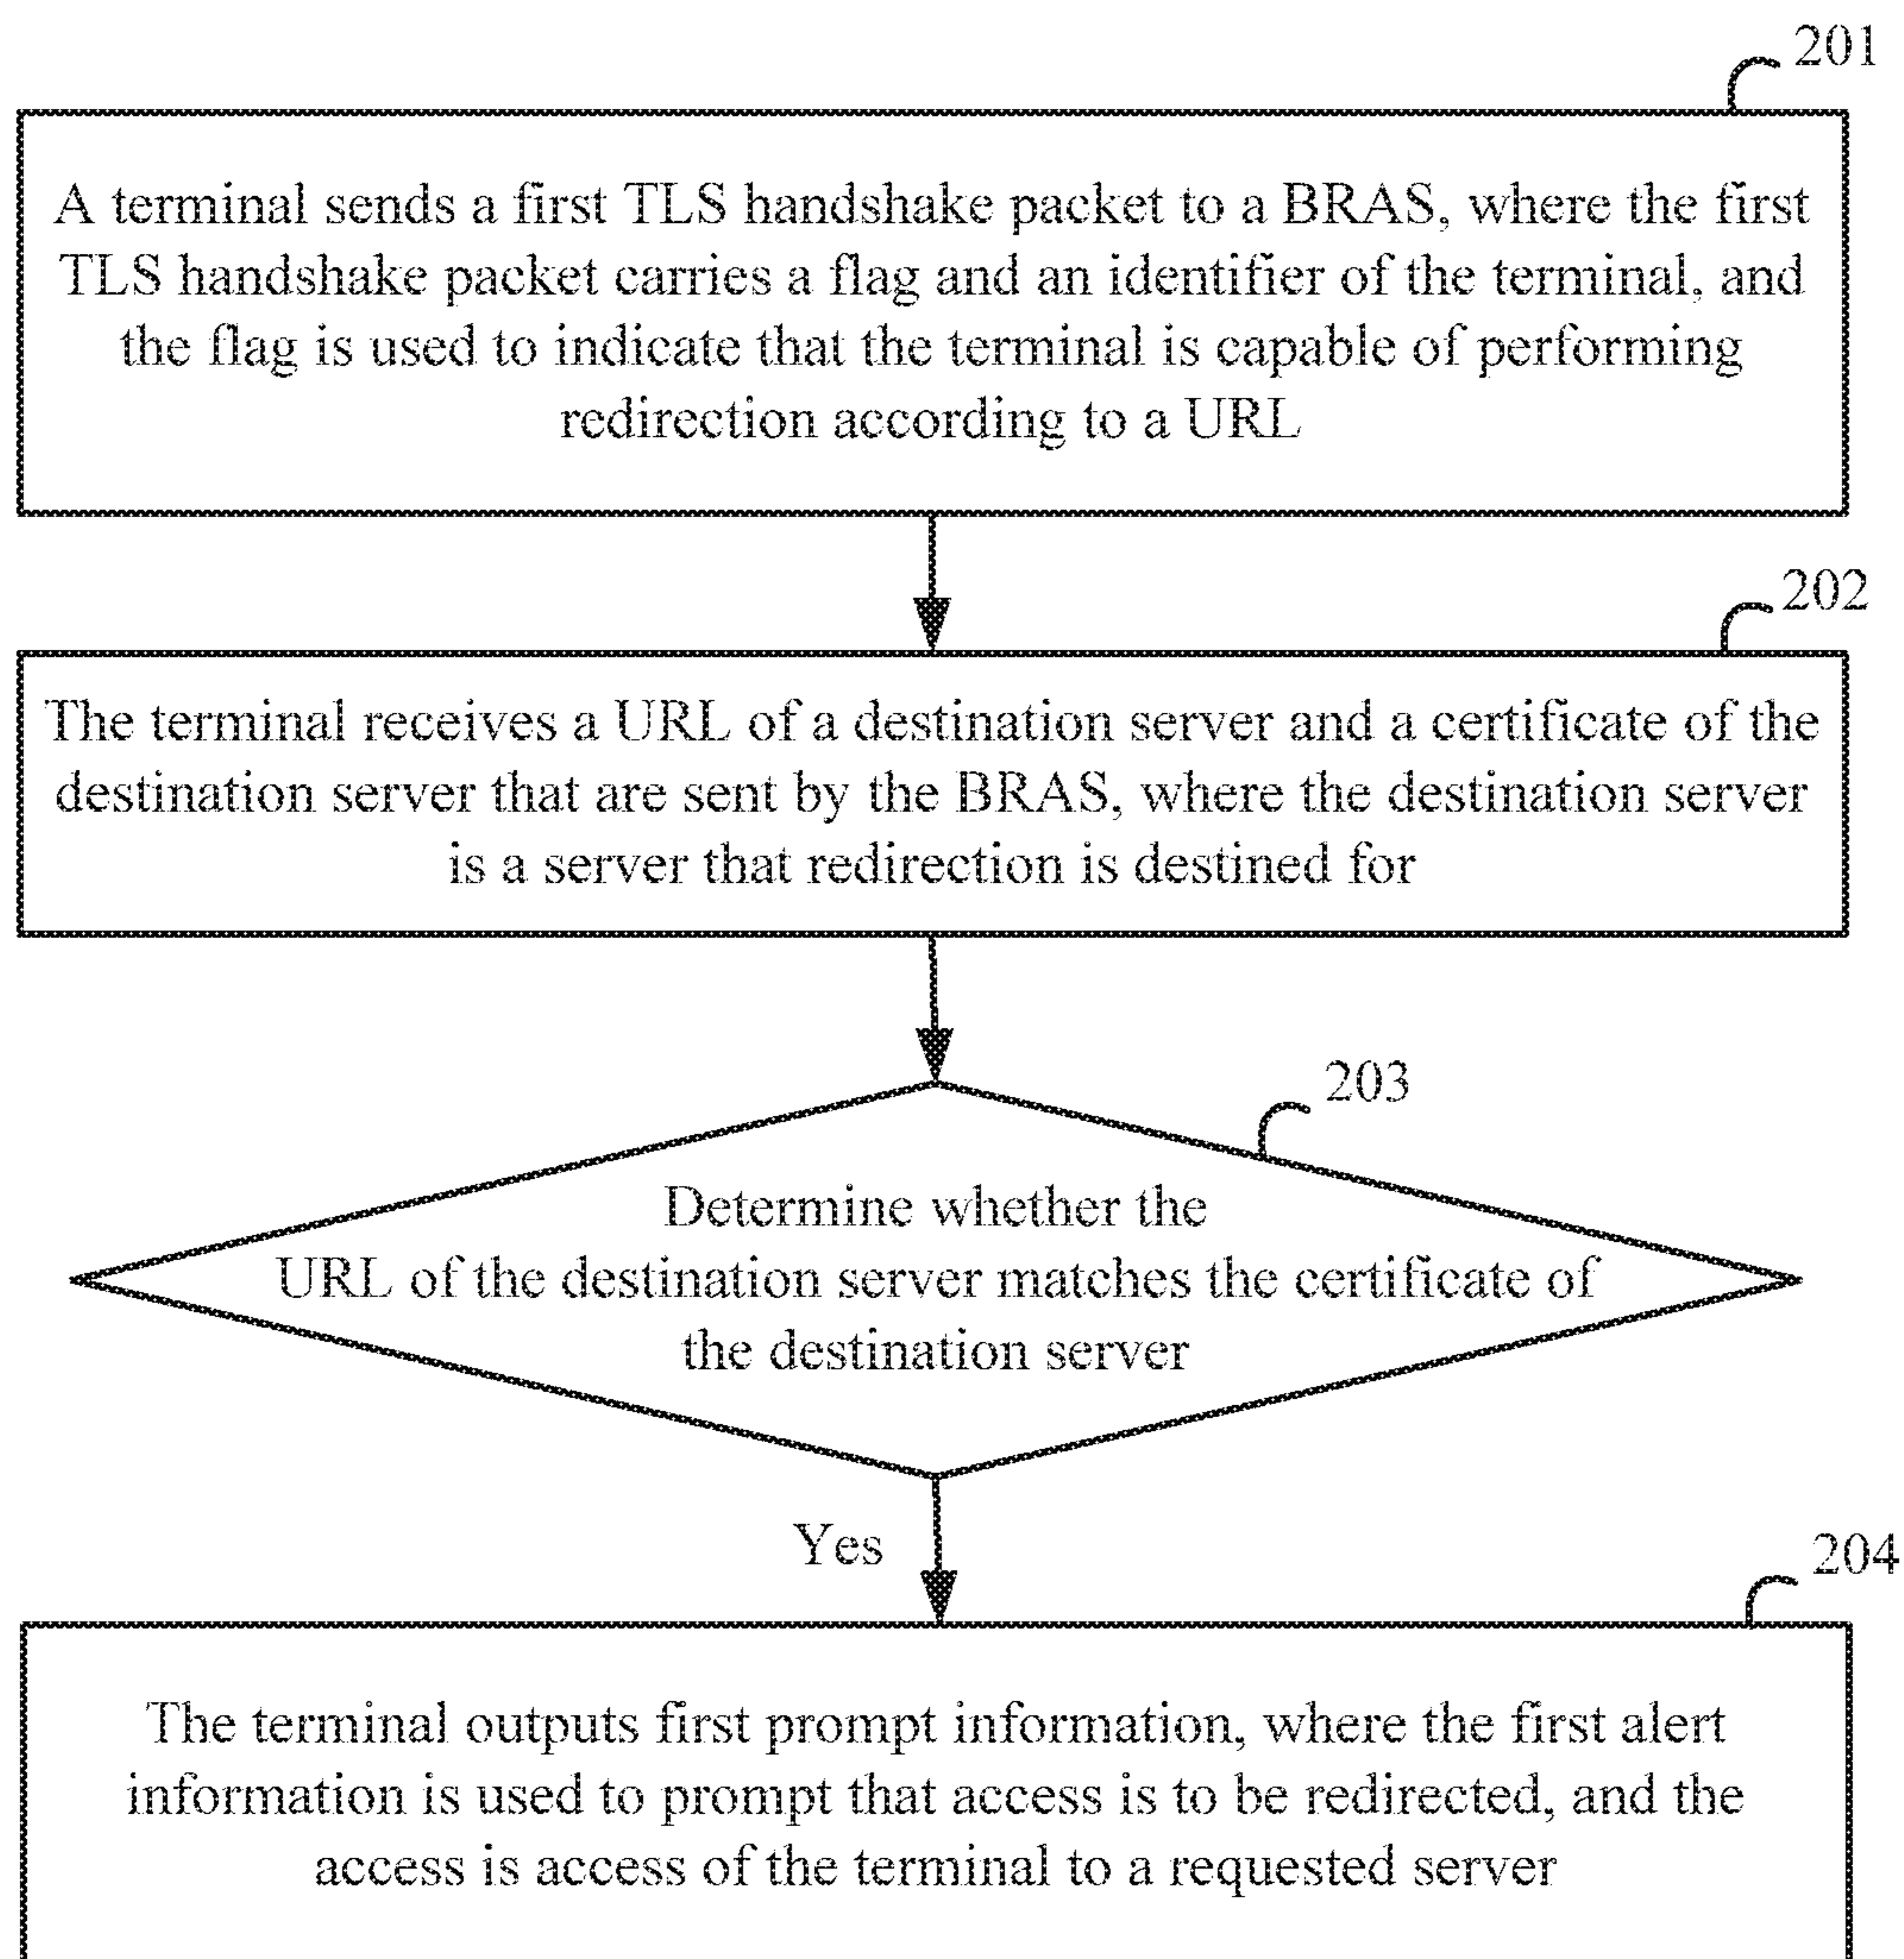 201
A terminal sends a first TLS handshake packet to a BRAS, where the first
TLS handshake packet carries a flag and an identifier of the terminal, and
the flag is used to indicate that the terminal is capable of performing
redirection according to a URL
202
The terminal receives a URL of a destination server and a certificate of the
destination server that are sent by the BRAS, where the destination server
is a server that redirection is destined for
203
Determine whether the
URL of the destination server matches the certificate of
the destination server
Yes
204
The terminal outputs first prompt information, where the first alert
information is used to prompt that access is to be redirected, and the
access is access of the terminal to a requested server